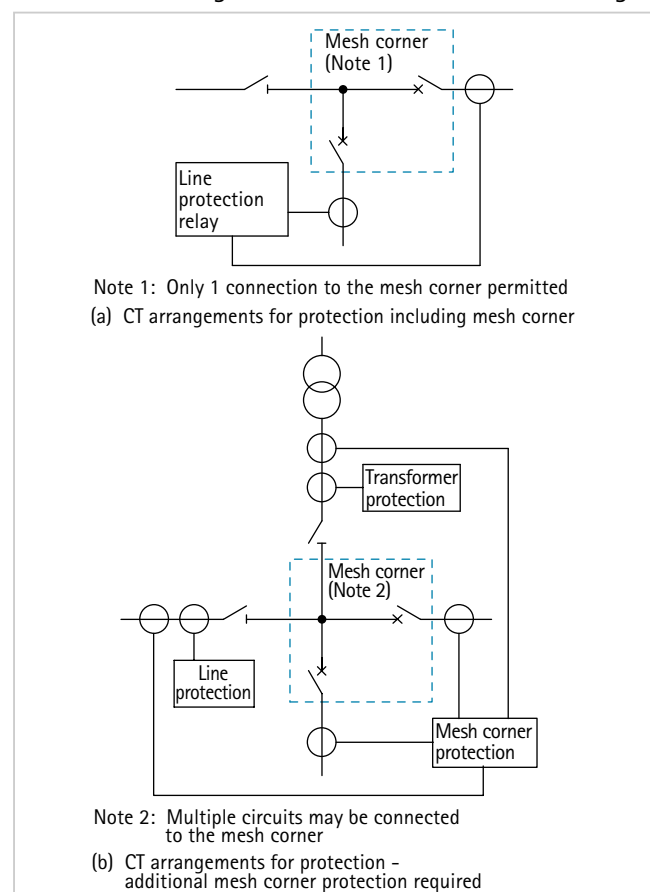 Mesh corner
(Note 1)
Line
protection
relay
Note 1: Only 1 connection to the mesh corner permitted
(a) CT arrangements for protection including mesh corner
Transformer
protection
Mesh corner
(Note 2)
Line
protection
Mesh corner
protection
Note 2: Multiple circuits may be connected
to the mesh corner
(b) CT arrangements for protection -
additional mesh corner protection required